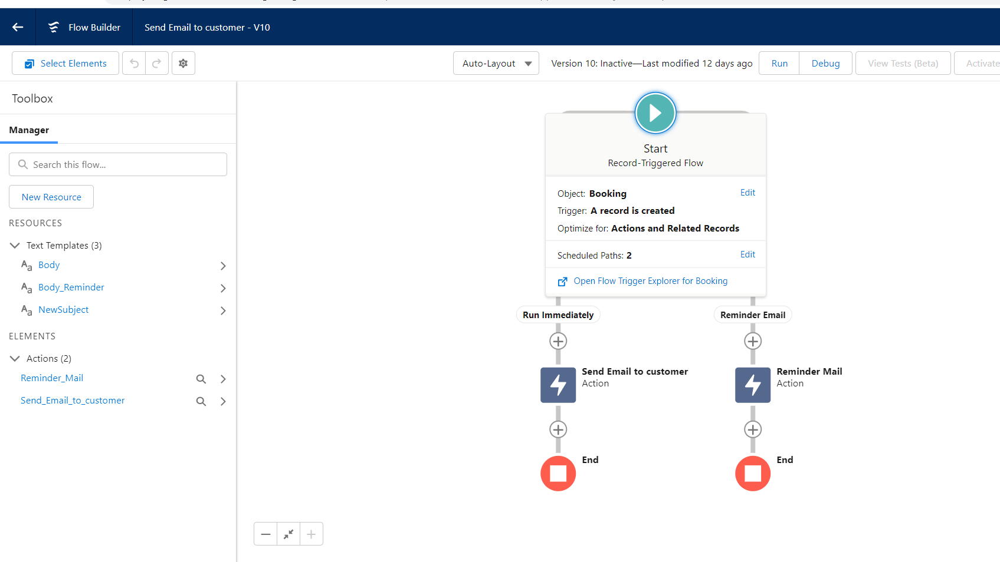 Flow Builder
Send Email to customer - V10
Select Elements
Auto-Layout
Version 10: Inactive—Last modified 12 days ago
Run
Debug
View Tests (Beta)
Activate
Toolbox
Manager
Search this flow...
New Resource
RESOURCES
Text Templates (3)
Aa Body
Aa Body_Reminder
Aa NewSubject
ELEMENTS
Actions (2)
Reminder_Mail
Send_Email_to_customer
Start
Record-Triggered Flow
Object: Booking
Edit
Trigger: A record is created
Optimize for: Actions and Related Records
Scheduled Paths: 2
Edit
Open Flow Trigger Explorer for Booking
Run Immediately
Reminder Email
Send Email to customer
Action
Reminder Mail
Action
End
End